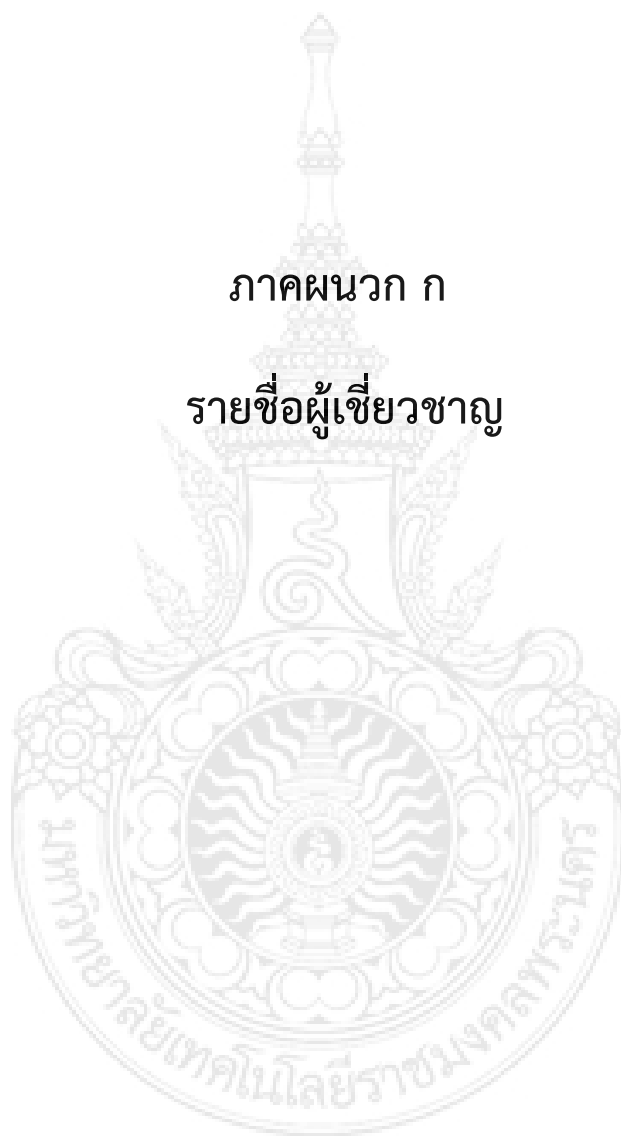 ภาคผนวก ก
รายชื่อผู้เชี่ยวชาญ
มหาวิทยาลัยเทคโนโลยีราชมงคลพระนคร